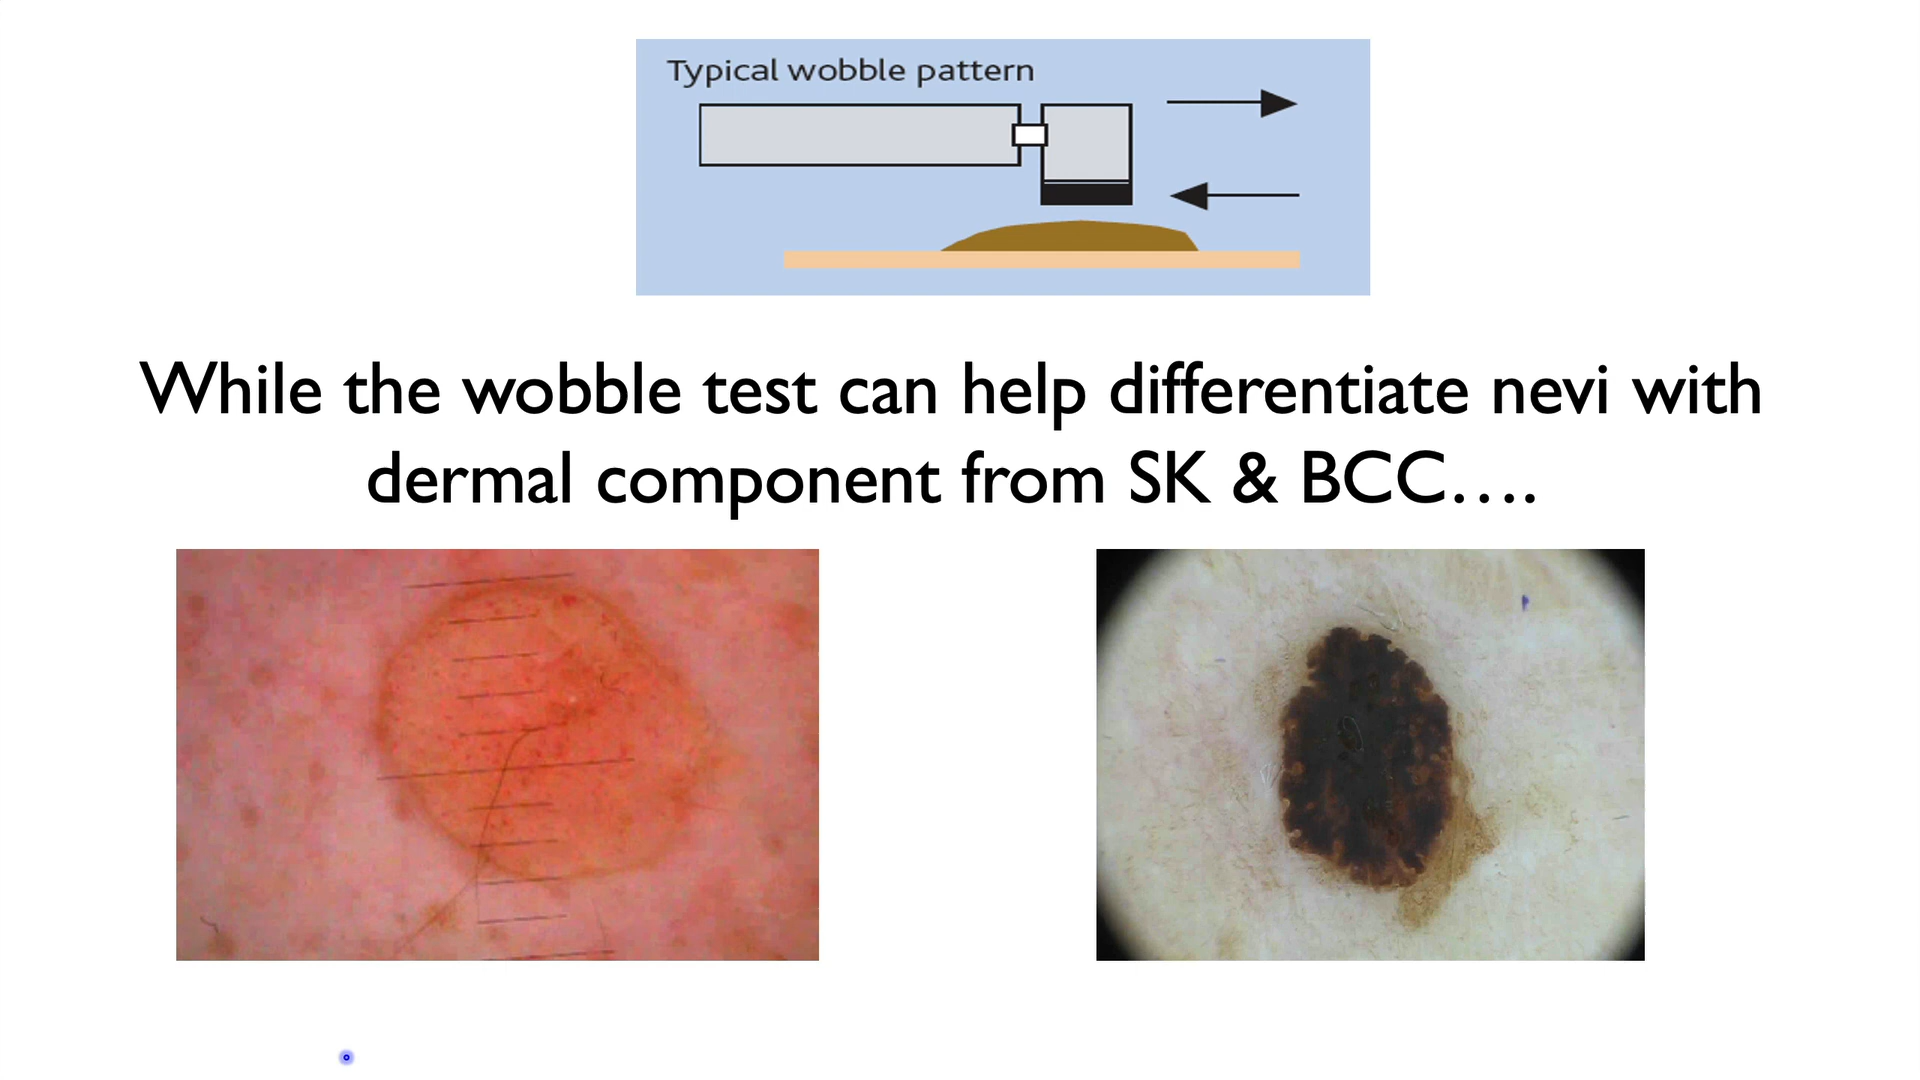 Typical wobble pattern
While the wobble test can help differentiate nevi with
dermal component from SK & BCC....